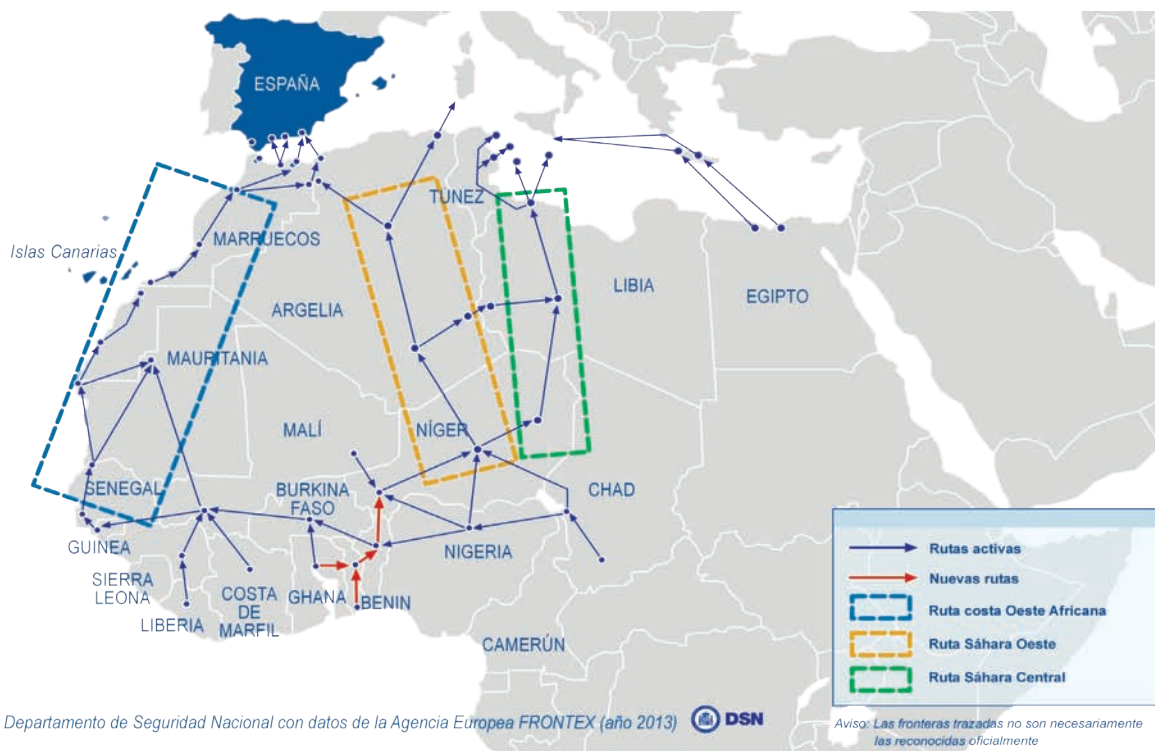 ESPAÑA
TUNEZ
MARRUECOS
Islas Canarias
LIBIA
EGIPTO
ARGELIA
MAURITANIA
MALÍ
NÍGER
CHAD
SENEGAL
BURKINA
FASO
NIGERIA
GUINEA
SIERRA
LEONA
COSTA
DE
MARFIL
GHANA
BENIN
LIBERIA
CAMERÚN
Rutas activas
Nuevas rutas
Ruta costa Oeste Africana
Ruta Sáhara Oeste
Ruta Sáhara Central
Departamento de Seguridad Nacional con datos de la Agencia Europea FRONTEX (año 2013)
DSN
Aviso: Las fronteras trazadas no son necesariamente
las reconocidas oficialmente